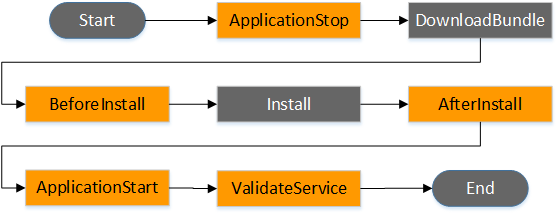 Start
ApplicationStop
DownloadBundle
BeforeInstall
Install
AfterInstall
ApplicationStart
ValidateService
End